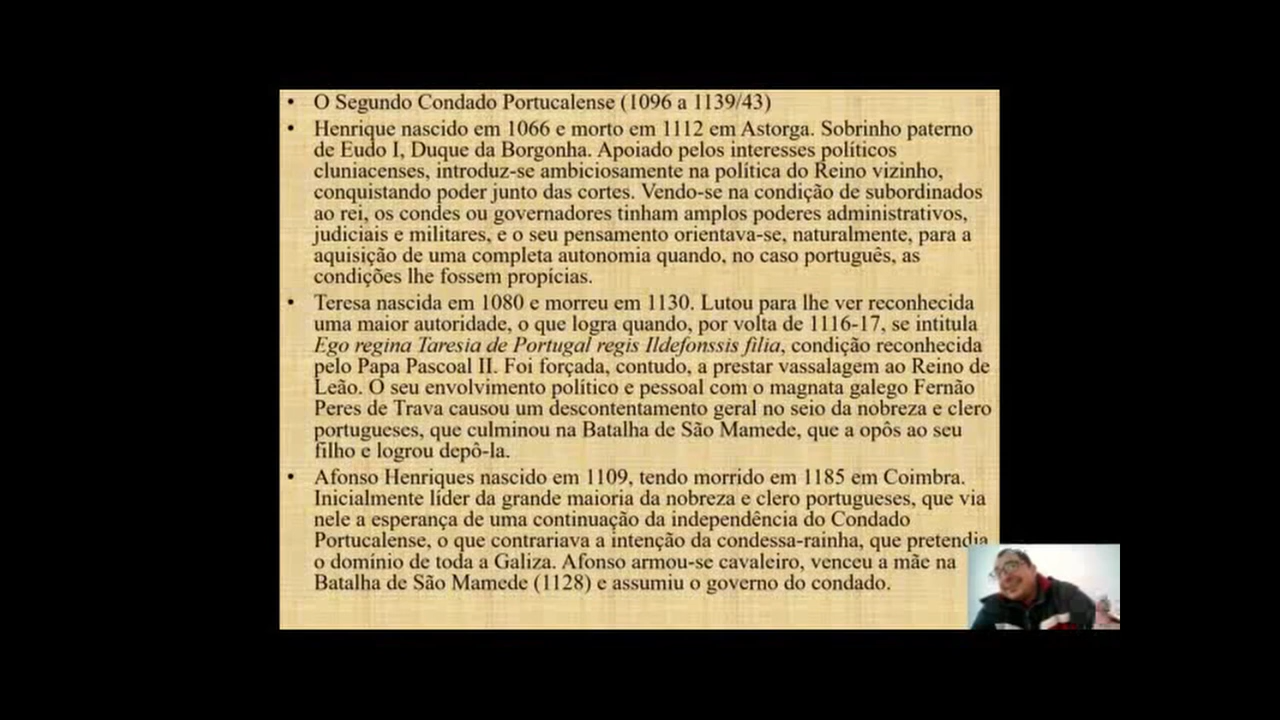 • O Segundo Condado Portucalense (1096 a 1139/43)
• Henrique nascido em 1066 e morto em 1112 em Astorga. Sobrinho paterno
de Eudo I, Duque da Borgonha. Apoiado pelos interesses políticos
cluniacenses, introduz-se ambiciosamente na política do Reino vizinho,
conquistando poder junto das cortes. Vendo-se na condição de subordinados
ao rei, os condes ou governadores tinham amplos poderes administrativos,
judiciais e militares, e o seu pensamento orientava-se, naturalmente, para a
aquisição de uma completa autonomia quando, no caso português, as
condições lhe fossem propícias.
• Teresa nascida em 1080 e morreu em 1130. Lutou para lhe ver reconhecida
uma maior autoridade, o que logra quando, por volta de 1116-17, se intitula
Ego regina Taresia de Portugal regis Ildefonssis filia, condição reconhecida
pelo Papa Pascoal II. Foi forçada, contudo, a prestar vassalagem ao Reino de
Leão. O seu envolvimento político e pessoal com o magnata galego Fernão
Peres de Trava causou um descontentamento geral no seio da nobreza e clero
portugueses, que culminou na Batalha de São Mamede, que a opôs ao seu
filho e logrou depô-la.
• Afonso Henriques nascido em 1109, tendo morrido em 1185 em Coimbra.
Inicialmente líder da grande maioria da nobreza e clero portugueses, que via
nele a esperança de uma continuação da independência do Condado
Portucalense, o que contrariava a intenção da condessa-rainha, que pretendia
o domínio de toda a Galiza. Afonso armou-se cavaleiro, venceu a mãe na
Batalha de São Mamede (1128) e assumiu o governo do condado.